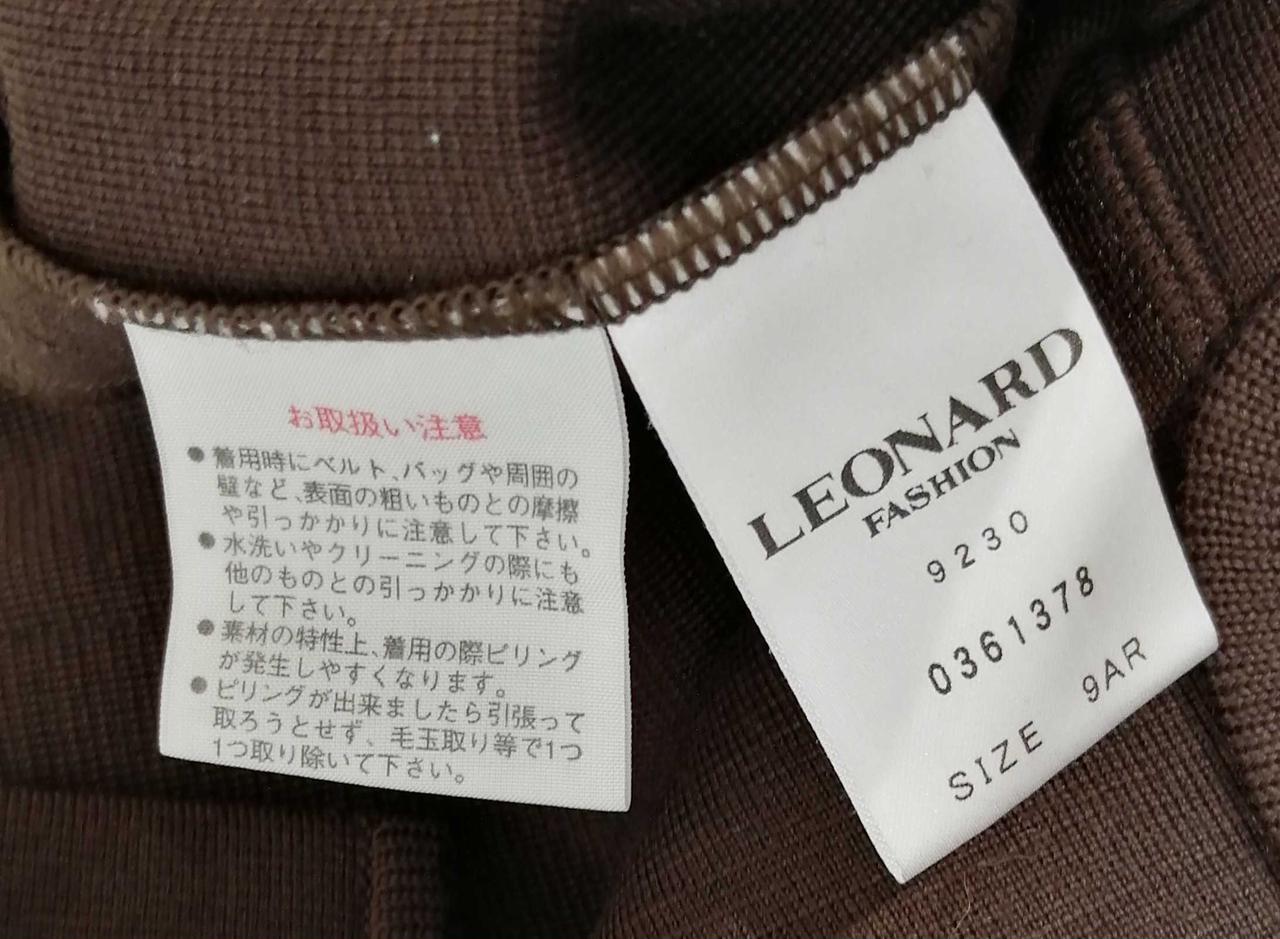 お取扱い注意
●着用時にベルト、バッグや周囲の
壁など、表面の粗いものとの摩擦
や引っかかりに注意して下さい。
●水洗いやクリーニングの際にも
他のものとの引っかかりに注意
して下さい。
●素材の特性上、着用の際ピリング
が発生しやすくなります。
●ピリングが出来ましたら引張って
取ろうとせず、毛玉取り等で1つ
1つ取り除いて下さい。
LEONARD
FASHION
9230
0361378
SIZE 9AR